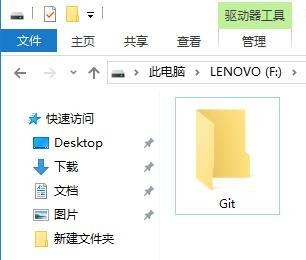 驱动器工具
文件 主页 共享 查看 管理
此电脑 LENOVO (F:)
快速访问
Desktop
下载
文档
图片
新建文件夹
Git